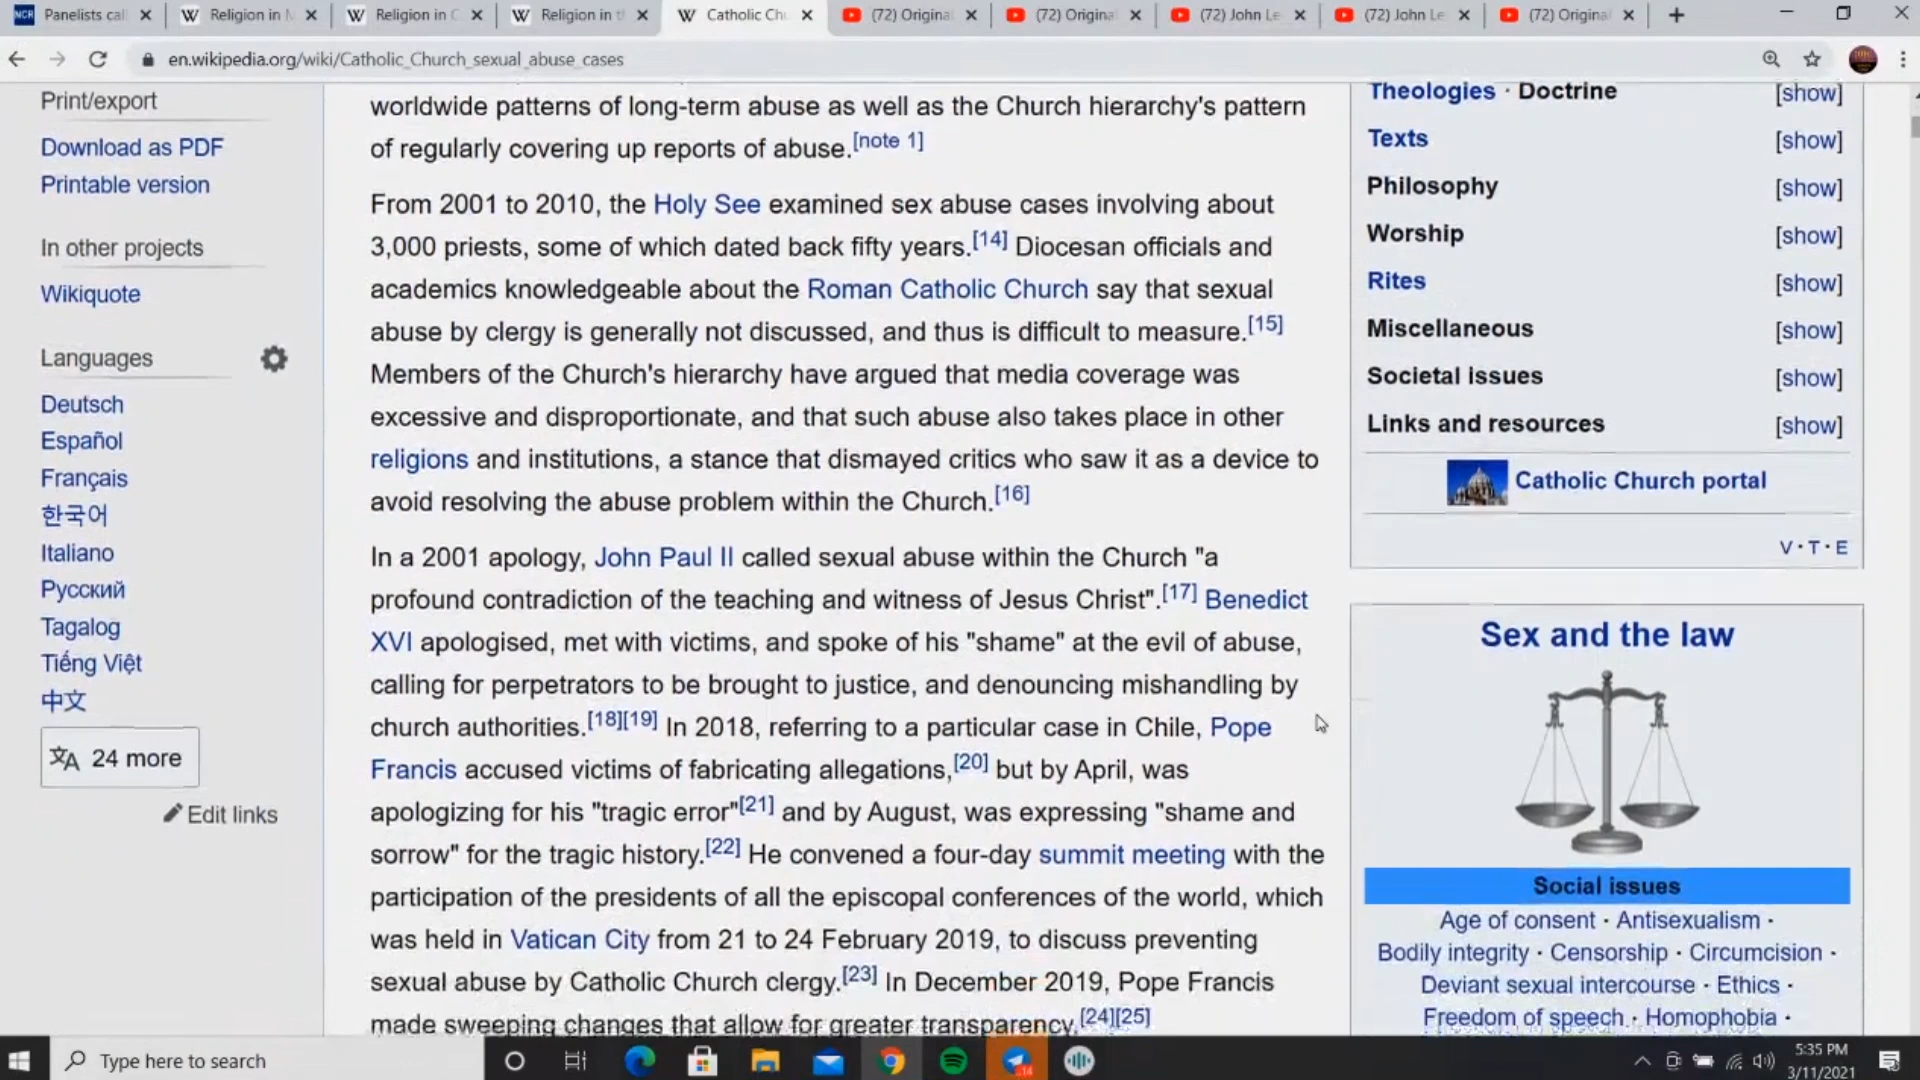 Panelists call
Religion in M
Religion in C
Religion in t
Catholic Chu
(72) Origina
(72) Origina
(72) John Le
(72) John Le
(72) Origina
en.wikipedia.org/wiki/Catholic_Church_sexual_abuse_cases
Print/export
Download as PDF
Printable version
In other projects
Wikiquote
Languages
Deutsch
Español
Français
한국어
Italiano
Русский
Tagalog
Tiếng Việt
中文
24 more
Edit links
worldwide patterns of long-term abuse as well as the Church hierarchy's pattern
of regularly covering up reports of abuse.[note 1]
From 2001 to 2010, the Holy See examined sex abuse cases involving about
3,000 priests, some of which dated back fifty years.[14] Diocesan officials and
academics knowledgeable about the Roman Catholic Church say that sexual
abuse by clergy is generally not discussed, and thus is difficult to measure.[15]
Members of the Church's hierarchy have argued that media coverage was
excessive and disproportionate, and that such abuse also takes place in other
religions and institutions, a stance that dismayed critics who saw it as a device to
avoid resolving the abuse problem within the Church.[16]
In a 2001 apology, John Paul II called sexual abuse within the Church "a
profound contradiction of the teaching and witness of Jesus Christ".[17] Benedict
XVI apologised, met with victims, and spoke of his "shame" at the evil of abuse,
calling for perpetrators to be brought to justice, and denouncing mishandling by
church authorities.[18][19] In 2018, referring to a particular case in Chile, Pope
Francis accused victims of fabricating allegations,[20] but by April, was
apologizing for his "tragic error"[21] and by August, was expressing "shame and
sorrow" for the tragic history.[22] He convened a four-day summit meeting with the
participation of the presidents of all the episcopal conferences of the world, which
was held in Vatican City from 21 to 24 February 2019, to discuss preventing
sexual abuse by Catholic Church clergy.[23] In December 2019, Pope Francis
made sweeping changes that allow for greater transparency.[24][25]
Theologies · Doctrine [show]
Texts [show]
Philosophy [show]
Worship [show]
Rites [show]
Miscellaneous [show]
Societal issues [show]
Links and resources [show]
Catholic Church portal
V · T · E
Sex and the law
Social issues
Age of consent · Antisexualism ·
Bodily integrity · Censorship · Circumcision ·
Deviant sexual intercourse · Ethics ·
Freedom of speech · Homophobia ·
Type here to search
5:35 PM
3/11/2021